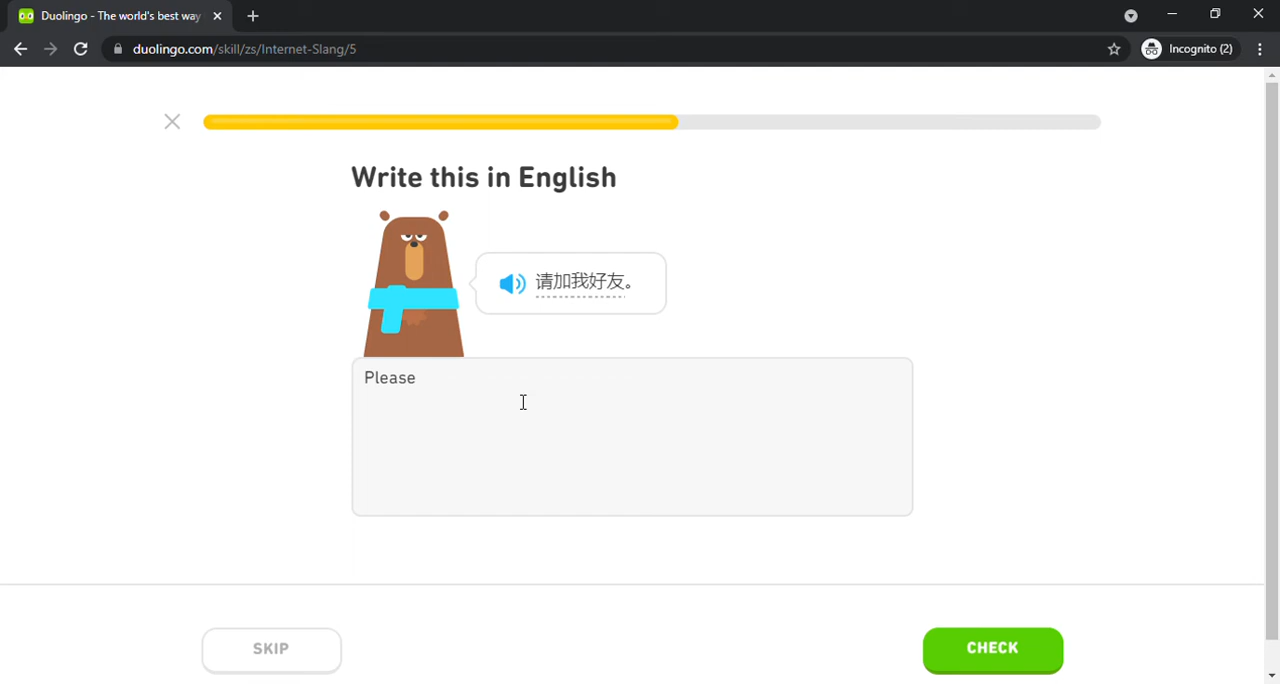 Duolingo - The world's best way
duolingo.com/skill/zs/Internet-Slang/5
Incognito (2)
Write this in English
请加我好友。
Please
SKIP
CHECK